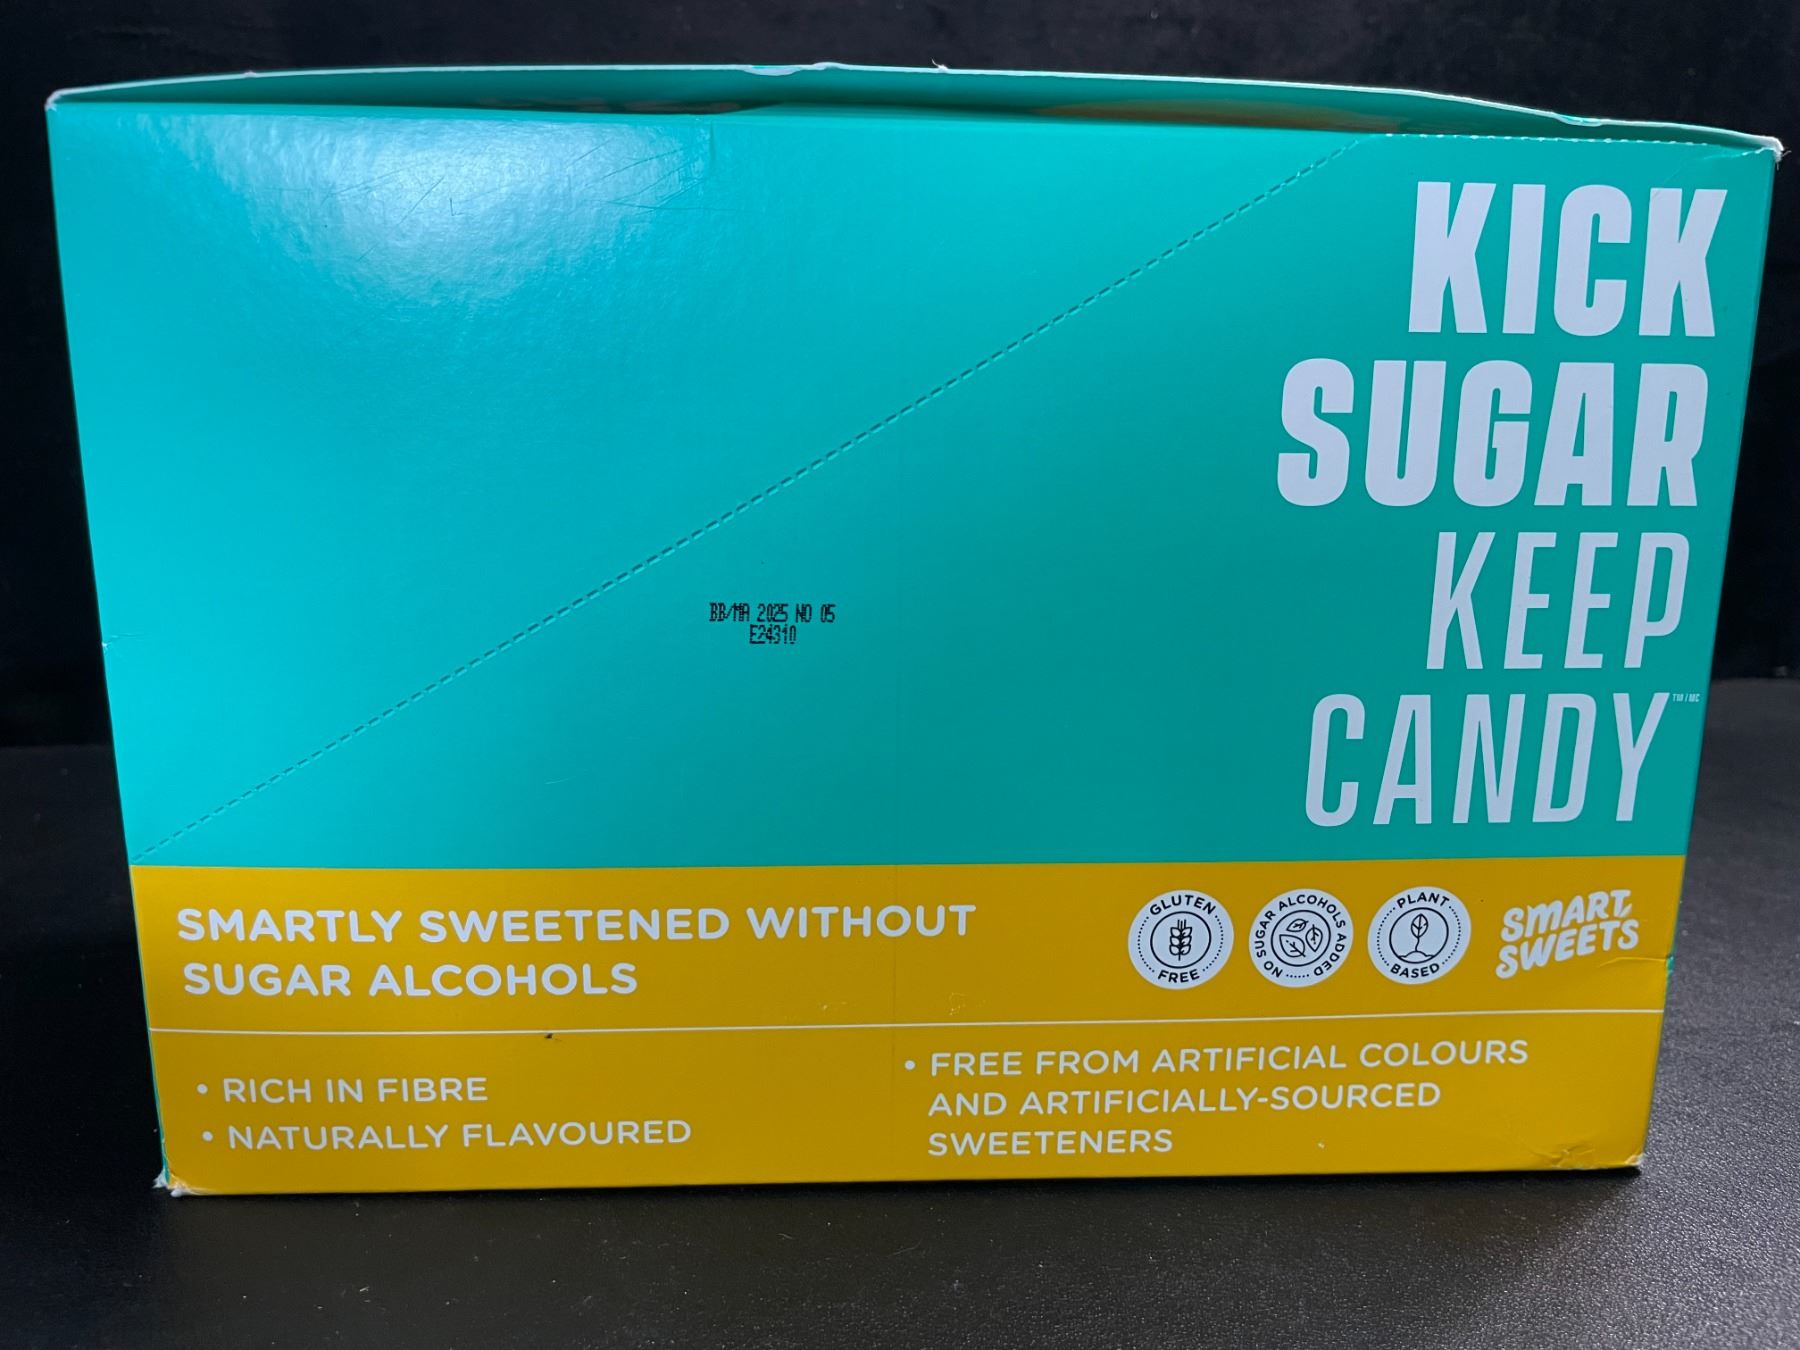 KICK
SUGAR
KEEP
CANDY™/MC
BB/MA 2025 NO 05
E24310
SMARTLY SWEETENED WITHOUT
SUGAR ALCOHOLS
GLUTEN
FREE
NO SUGAR ALCOHOLS ADDED
PLANT
BASED
SMART
SWEETS
• RICH IN FIBRE
• NATURALLY FLAVOURED
• FREE FROM ARTIFICIAL COLOURS
AND ARTIFICIALLY-SOURCED
SWEETENERS